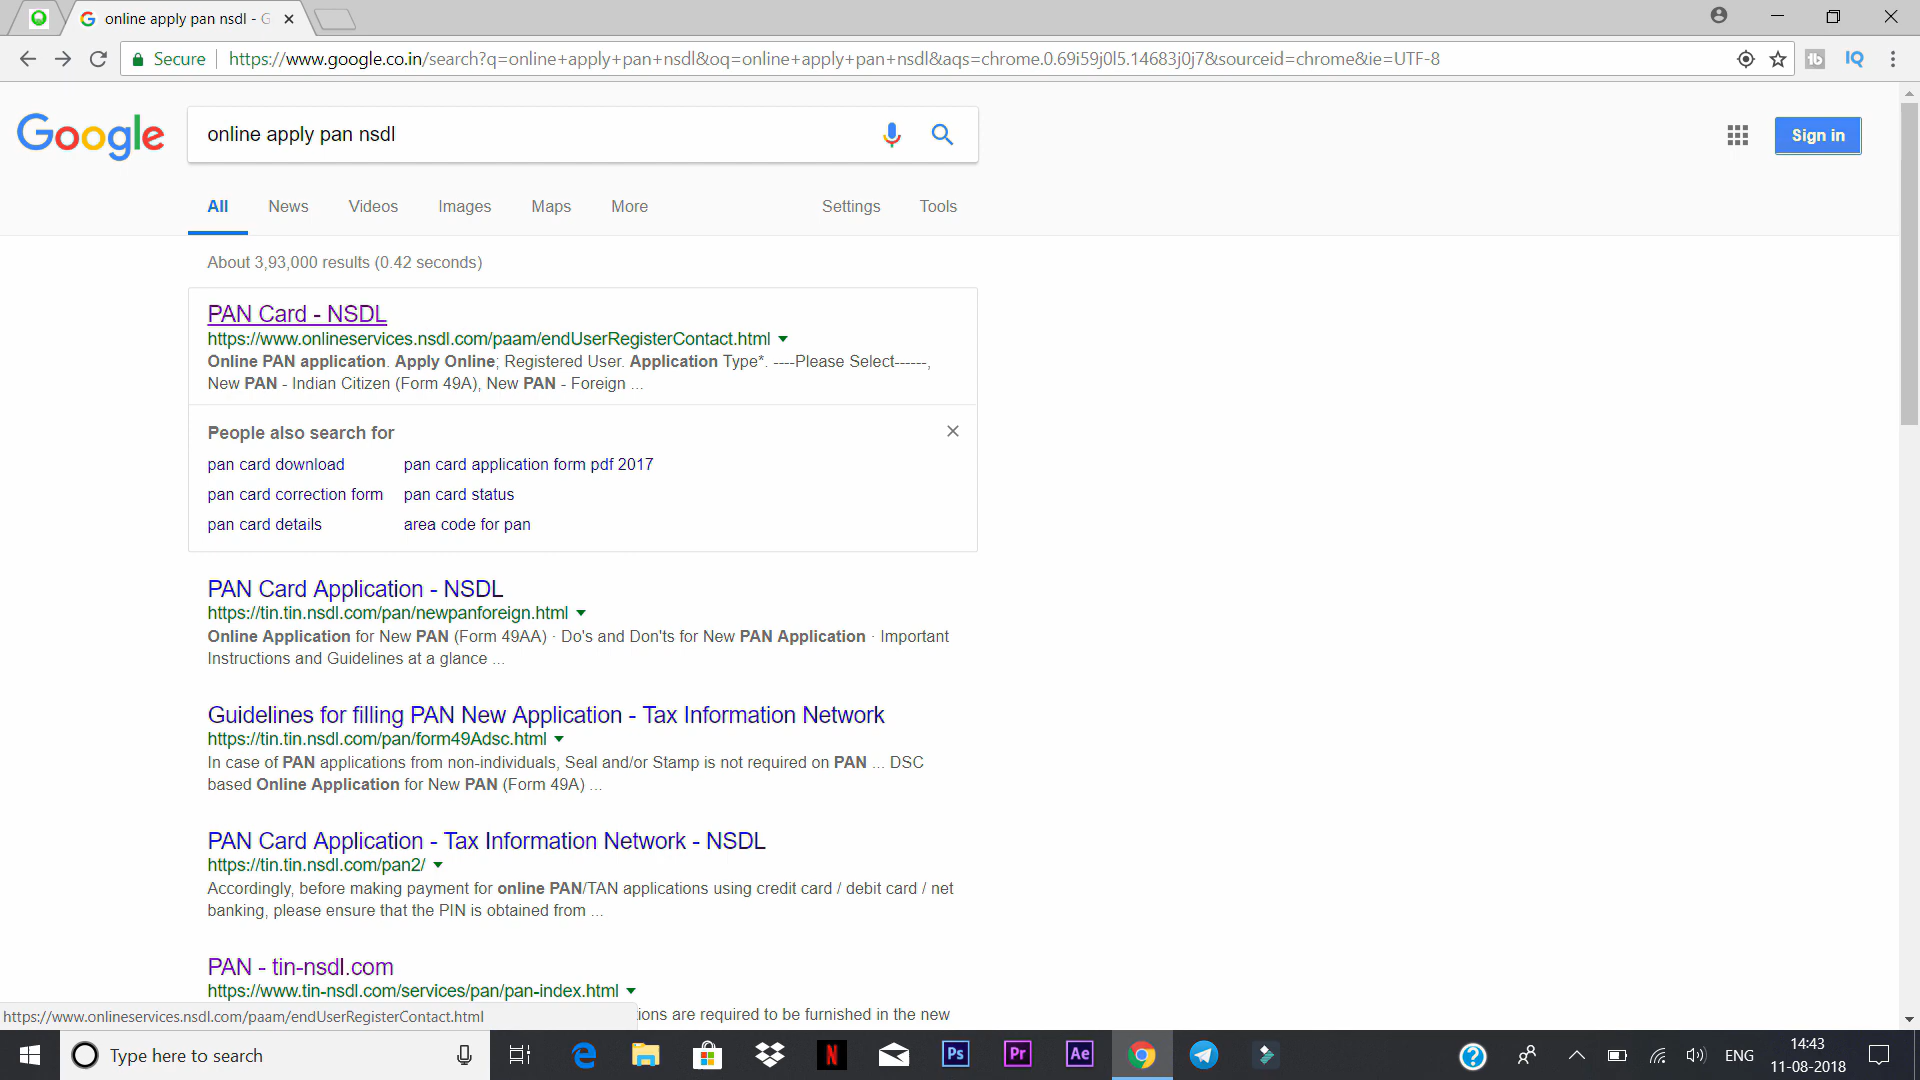 online apply pan nsdl - G
Secure
https://www.google.co.in/search?q=online+apply+pan+nsdl&oq=online+apply+pan+nsdl&aqs=chrome.0.69i59j0l5.14683j0j7&sourceid=chrome&ie=UTF-8
IQ
Google
online apply pan nsdl
Sign in
All News Videos Images Maps More Settings Tools
About 3,93,000 results (0.42 seconds)
PAN Card - NSDL
https://www.onlineservices.nsdl.com/paam/endUserRegisterContact.html
Online PAN application. Apply Online; Registered User. Application Type*. ----Please Select------,
New PAN - Indian Citizen (Form 49A), New PAN - Foreign ...
People also search for
pan card download pan card application form pdf 2017
pan card correction form pan card status
pan card details area code for pan
PAN Card Application - NSDL
https://tin.tin.nsdl.com/pan/newpanforeign.html
Online Application for New PAN (Form 49AA) · Do's and Don'ts for New PAN Application · Important
Instructions and Guidelines at a glance ...
Guidelines for filling PAN New Application - Tax Information Network
https://tin.tin.nsdl.com/pan/form49Adsc.html
In case of PAN applications from non-individuals, Seal and/or Stamp is not required on PAN ... DSC
based Online Application for New PAN (Form 49A) ...
PAN Card Application - Tax Information Network - NSDL
https://tin.tin.nsdl.com/pan2/
Accordingly, before making payment for online PAN/TAN applications using credit card / debit card / net
banking, please ensure that the PIN is obtained from ...
PAN - tin-nsdl.com
https://www.tin-nsdl.com/services/pan/pan-index.html
ions are required to be furnished in the new
https://www.onlineservices.nsdl.com/paam/endUserRegisterContact.html
Type here to search
N
Ps
Pr
Ae
ENG
14:43
11-08-2018